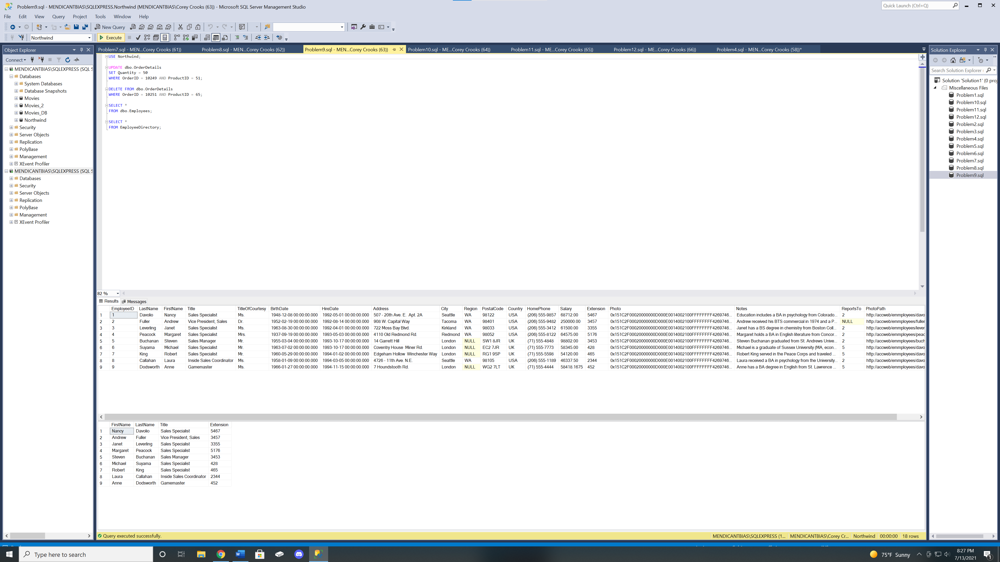 Problem9.sql - MENDICANTBIAS\SQLEXPRESS.Northwind (MENDICANTBIAS\Corey Crooks (63)) - Microsoft SQL Server Management Studio
Quick Launch (Ctrl+Q)
File Edit View Query Project Tools Window Help
New Query
Northwind
Execute
Object Explorer
Connect
MENDICANTBIAS\SQLEXPRESS (SQL S
Databases
System Databases
Database Snapshots
Movies
Movies_2
Movies_DB
Northwind
Security
Server Objects
Replication
PolyBase
Management
XEvent Profiler
MENDICANTBIAS\SQLEXPRESS (SQL S
Databases
Security
Server Objects
Replication
PolyBase
Management
XEvent Profiler
Problem7.sql - MEN...Corey Crooks (61)) Problem8.sql - MEN...Corey Crooks (62)) Problem9.sql - MEN...Corey Crooks (63)) Problem10.sql - ME...Corey Crooks (64)) Problem11.sql - ME...Corey Crooks (65)) Problem12.sql - ME...Corey Crooks (66)) Problem4.sql - MEN...Corey Crooks (58))*
USE Northwind;
UPDATE dbo.OrderDetails
SET Quantity = 50
WHERE OrderID = 10249 AND ProductID = 51;
DELETE FROM dbo.OrderDetails
WHERE OrderID = 10251 AND ProductID = 65;
SELECT *
FROM dbo.Employees;
SELECT *
FROM EmployeeDirectory;
82 %
Results Messages
EmployeeID LastName FirstName Title TitleOfCourtesy BirthDate HireDate Address City Region PostalCode Country HomePhone Salary Extension Photo Notes ReportsTo PhotoPath
1 1 Davolio Nancy Sales Specialist Ms. 1948-12-08 00:00:00.000 1992-05-01 00:00:00.000 507 - 20th Ave. E. Apt. 2A Seattle WA 98122 USA (206) 555-9857 68712.00 5467 0x151C2F00020000000D000E0014002100FFFFFFFF4269746... Education includes a BA in psychology from Colorado... 2 http://accweb/emmployees/davo
2 2 Fuller Andrew Vice President, Sales Dr. 1952-02-19 00:00:00.000 1992-08-14 00:00:00.000 908 W. Capital Way Tacoma WA 98401 USA (206) 555-9482 250000.00 3457 0x151C2F00020000000D000E0014002100FFFFFFFF4269746... Andrew received his BTS commercial in 1974 and a P... NULL http://accweb/emmployees/fuller
3 3 Leverling Janet Sales Specialist Ms. 1963-08-30 00:00:00.000 1992-04-01 00:00:00.000 722 Moss Bay Blvd. Kirkland WA 98033 USA (206) 555-3412 61500.00 3355 0x151C2F00020000000D000E0014002100FFFFFFFF4269746... Janet has a BS degree in chemistry from Boston Coll... 2 http://accweb/emmployees/lever
4 4 Peacock Margaret Sales Specialist Mrs. 1937-09-19 00:00:00.000 1993-05-03 00:00:00.000 4110 Old Redmond Rd. Redmond WA 98052 USA (206) 555-8122 64575.00 5176 0x151C2F00020000000D000E0014002100FFFFFFFF4269746... Margaret holds a BA in English literature from Concor... 2 http://accweb/emmployees/peac
5 5 Buchanan Steven Sales Manager Mr. 1955-03-04 00:00:00.000 1993-10-17 00:00:00.000 14 Garrett Hill London NULL SW1 8JR UK (71) 555-4848 98802.00 3453 0x151C2F00020000000D000E0014002100FFFFFFFF4269746... Steven Buchanan graduated from St. Andrews Unive... 2 http://accweb/emmployees/buch
6 6 Suyama Michael Sales Specialist Mr. 1963-07-02 00:00:00.000 1993-10-17 00:00:00.000 Coventry House Miner Rd. London NULL EC2 7JR UK (71) 555-7773 58345.00 428 0x151C2F00020000000D000E0014002100FFFFFFFF4269746... Michael is a graduate of Sussex University (MA, econ... 5 http://accweb/emmployees/davo
7 7 King Robert Sales Specialist Mr. 1960-05-29 00:00:00.000 1994-01-02 00:00:00.000 Edgeham Hollow Winchester Way London NULL RG1 9SP UK (71) 555-5598 54120.00 465 0x151C2F00020000000D000E0014002100FFFFFFFF4269746... Robert King served in the Peace Corps and traveled ... 5 http://accweb/emmployees/davo
8 8 Callahan Laura Inside Sales Coordinator Ms. 1958-01-09 00:00:00.000 1994-03-05 00:00:00.000 4726 - 11th Ave. N.E. Seattle WA 98105 USA (206) 555-1189 46337.50 2344 0x151C2F00020000000D000E0014002100FFFFFFFF4269746... Laura received a BA in psychology from the University... 2 http://accweb/emmployees/davo
9 9 Dodsworth Anne Gamemaster Ms. 1966-01-27 00:00:00.000 1994-11-15 00:00:00.000 7 Houndstooth Rd. London NULL WG2 7LT UK (71) 555-4444 58418.1675 452 0x151C2F00020000000D000E0014002100FFFFFFFF4269746... Anne has a BA degree in English from St. Lawrence ... 5 http://accweb/emmployees/davo
FirstName LastName Title Extension
1 Nancy Davolio Sales Specialist 5467
2 Andrew Fuller Vice President, Sales 3457
3 Janet Leverling Sales Specialist 3355
4 Margaret Peacock Sales Specialist 5176
5 Steven Buchanan Sales Manager 3453
6 Michael Suyama Sales Specialist 428
7 Robert King Sales Specialist 465
8 Laura Callahan Inside Sales Coordinator 2344
9 Anne Dodsworth Gamemaster 452
Query executed successfully. MENDICANTBIAS\SQLEXPRESS (1... MENDICANTBIAS\Corey Cr... Northwind 00:00:00 18 rows
Solution Explorer
Search Solution Explorer (
Solution 'Solution1' (0 proj
Miscellaneous Files
Problem1.sql
Problem10.sql
Problem11.sql
Problem12.sql
Problem2.sql
Problem3.sql
Problem4.sql
Problem5.sql
Problem6.sql
Problem7.sql
Problem8.sql
Problem9.sql
Type here to search
75°F Sunny
8:27 PM
7/13/2021
1